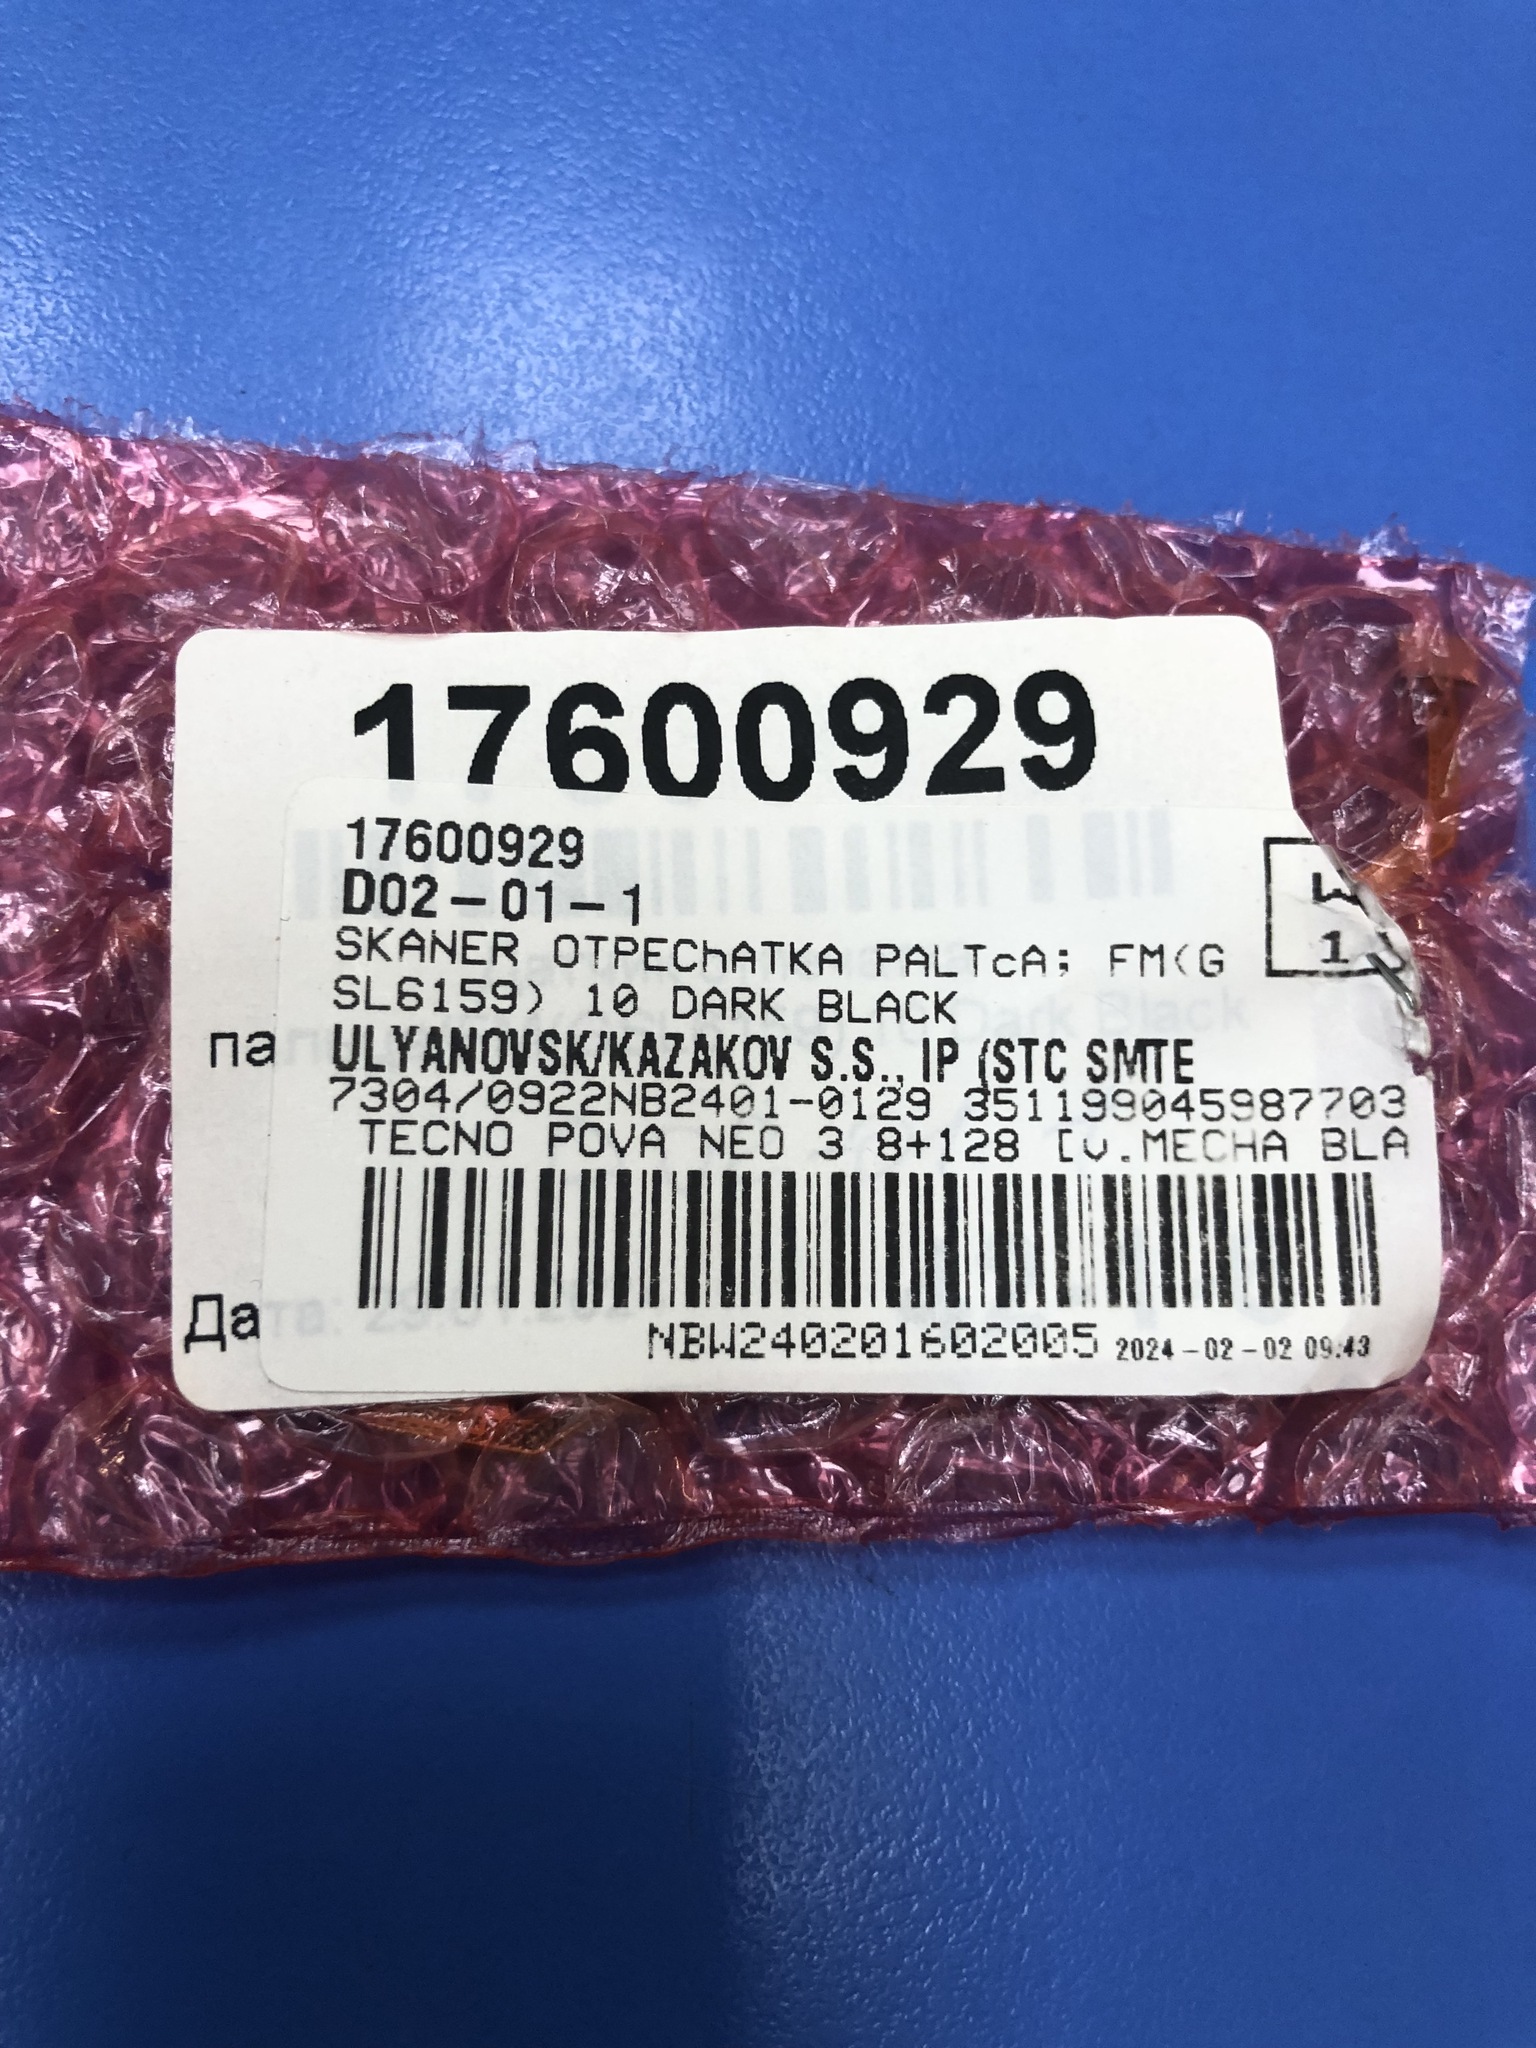 17600929
17600929
D02-01-1
SKANER OTPEChATKA PALTcA; FM(G
SL6159) 10 DARK BLACK
ULYANOVSK/KAZAKOV S.S., IP (STC SMTE
7304/0922NB2401-0129 351199045987703
TECNO POVA NEO 3 8+128 [v.MECHA BLA
NBW240201602005 2024-02-02 09:43
1
па
Да